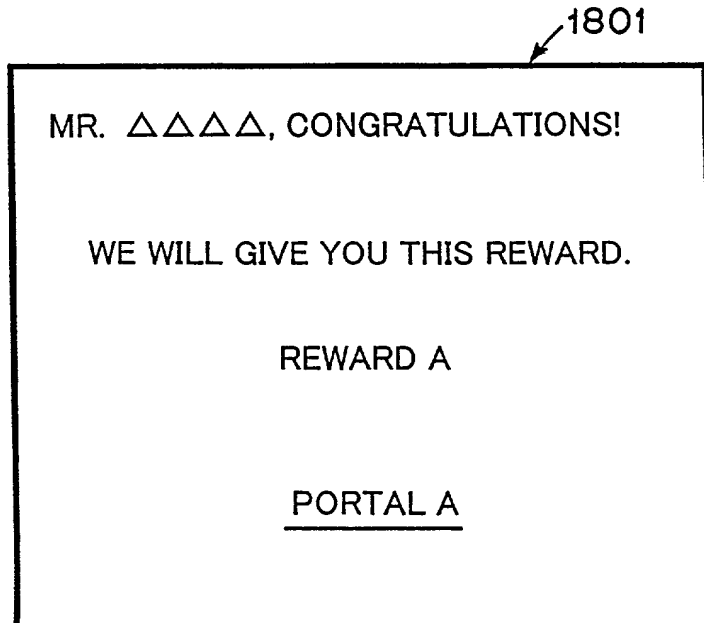 1801
MR. △△△△, CONGRATULATIONS!
WE WILL GIVE YOU THIS REWARD.
REWARD A
PORTAL A